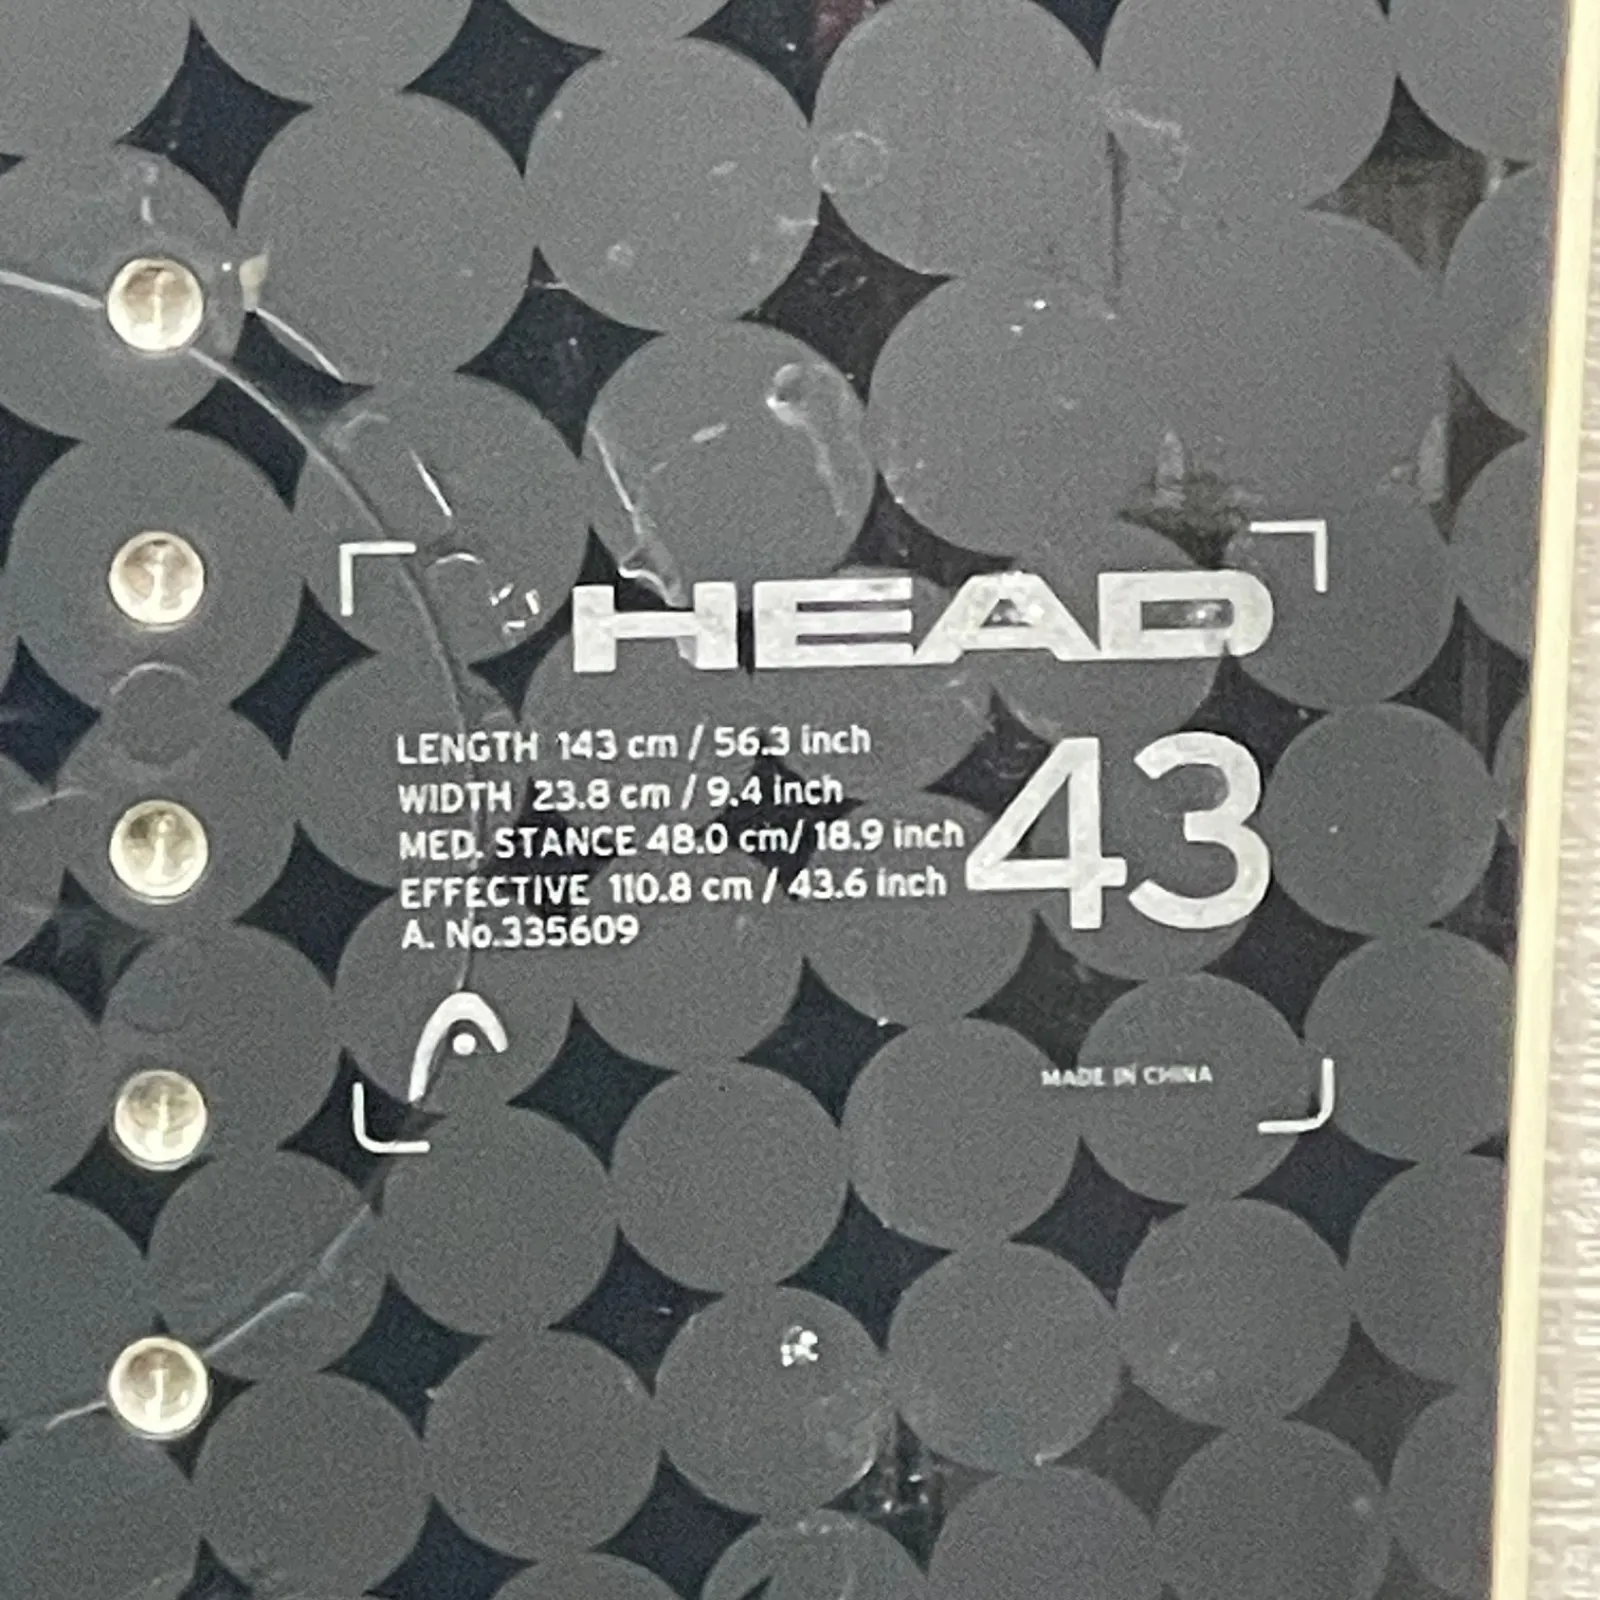 HEAD
LENGTH 143 cm / 56.3 inch
WIDTH 23.8 cm / 9.4 inch
MED. STANCE 48.0 cm/ 18.9 inch
EFFECTIVE 110.8 cm / 43.6 inch
A. No.335609
43
MADE IN CHINA